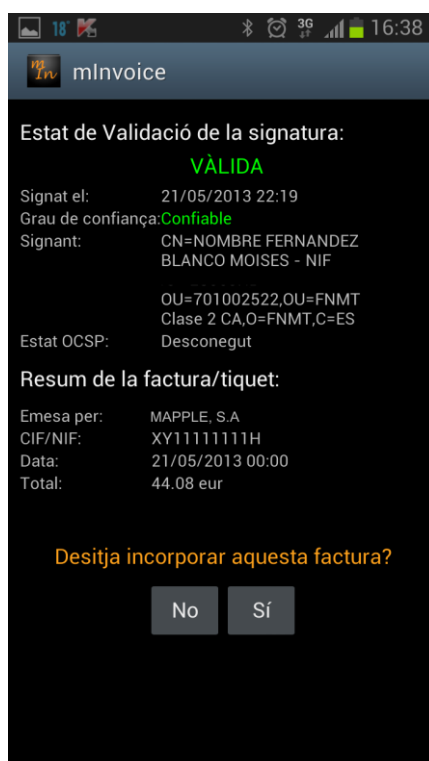 18° 3G 16:38
mIn mInvoice
Estat de Validació de la signatura:
VÀLIDA
Signat el: 21/05/2013 22:19
Grau de confiança:Confiable
Signant: CN=NOMBRE FERNANDEZ
BLANCO MOISES - NIF
OU=701002522,OU=FNMT
Clase 2 CA,O=FNMT,C=ES
Estat OCSP: Desconegut
Resum de la factura/tiquet:
Emesa per: MAPPLE, S.A
CIF/NIF: XY11111111H
Data: 21/05/2013 00:00
Total: 44.08 eur
Desitja incorporar aquesta factura?
No Sí